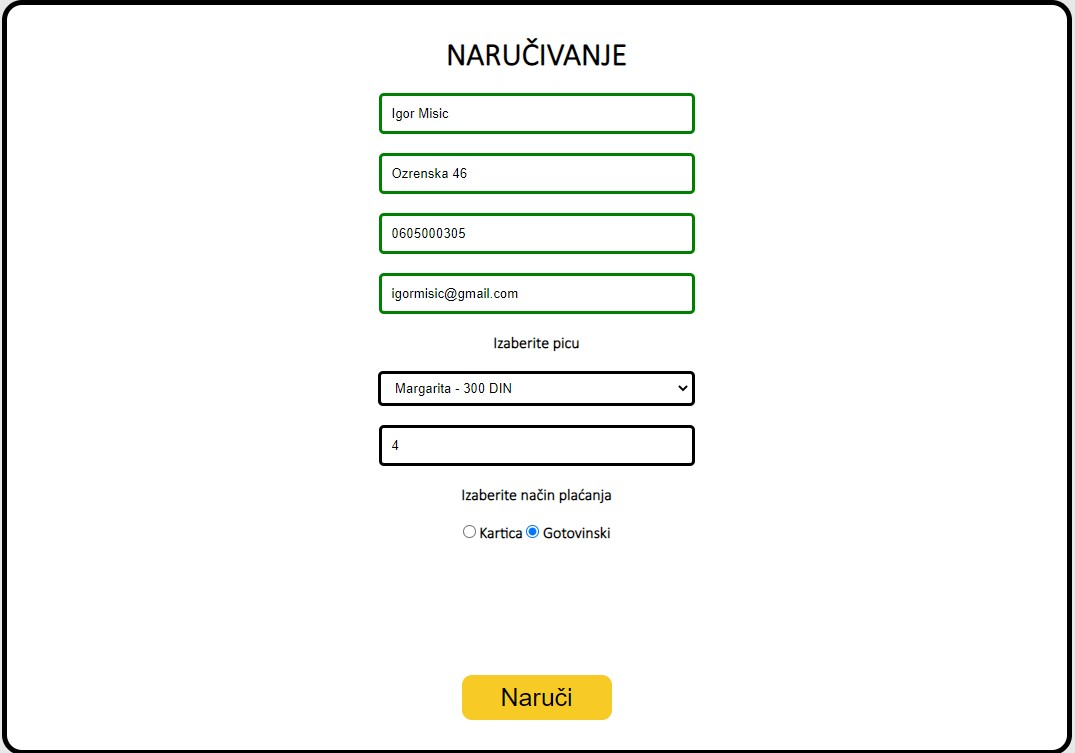 NARUČIVANJE
Igor Misic
Ozrenska 46
0605000305
igormisic@gmail.com
Izaberite picu
Margarita - 300 DIN
4
Izaberite način plaćanja
Kartica Gotovinski
Naruči